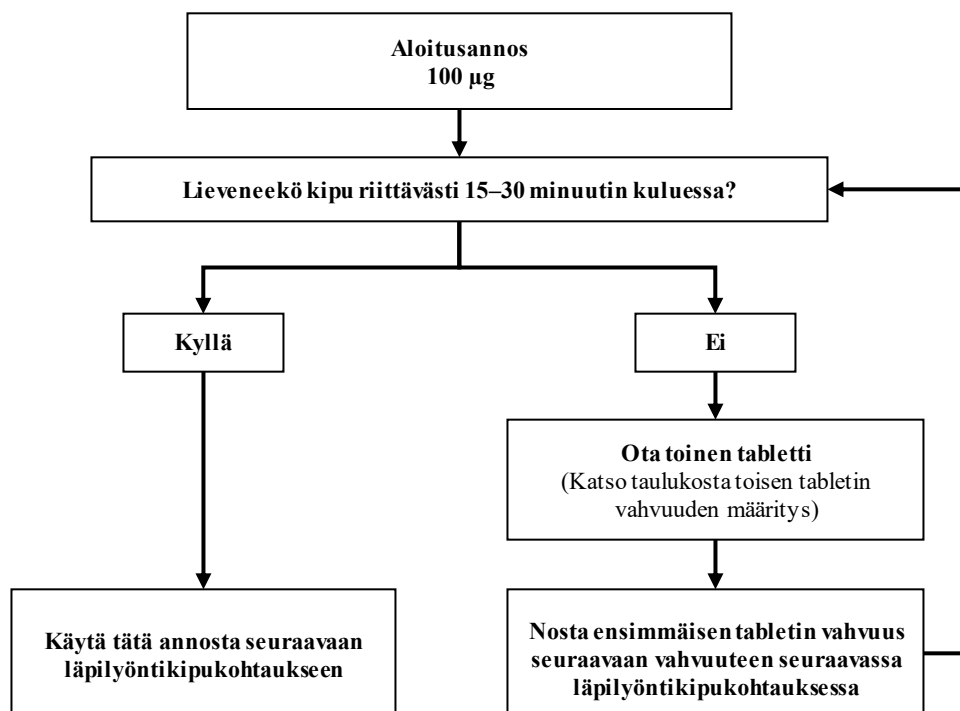 Aloitusannos
100 µg
Lieveneekö kipu riittävästi 15–30 minuutin kuluessa?
Kyllä
Ei
Ota toinen tabletti
(Katso taulukosta toisen tabletin
vahvuuden määritys)
Käytä tätä annosta seuraavaan
läpilyöntikipukohtaukseen
Nosta ensimmäisen tabletin vahvuus
seuraavaan vahvuuteen seuraavassa
läpilyöntikipukohtauksessa